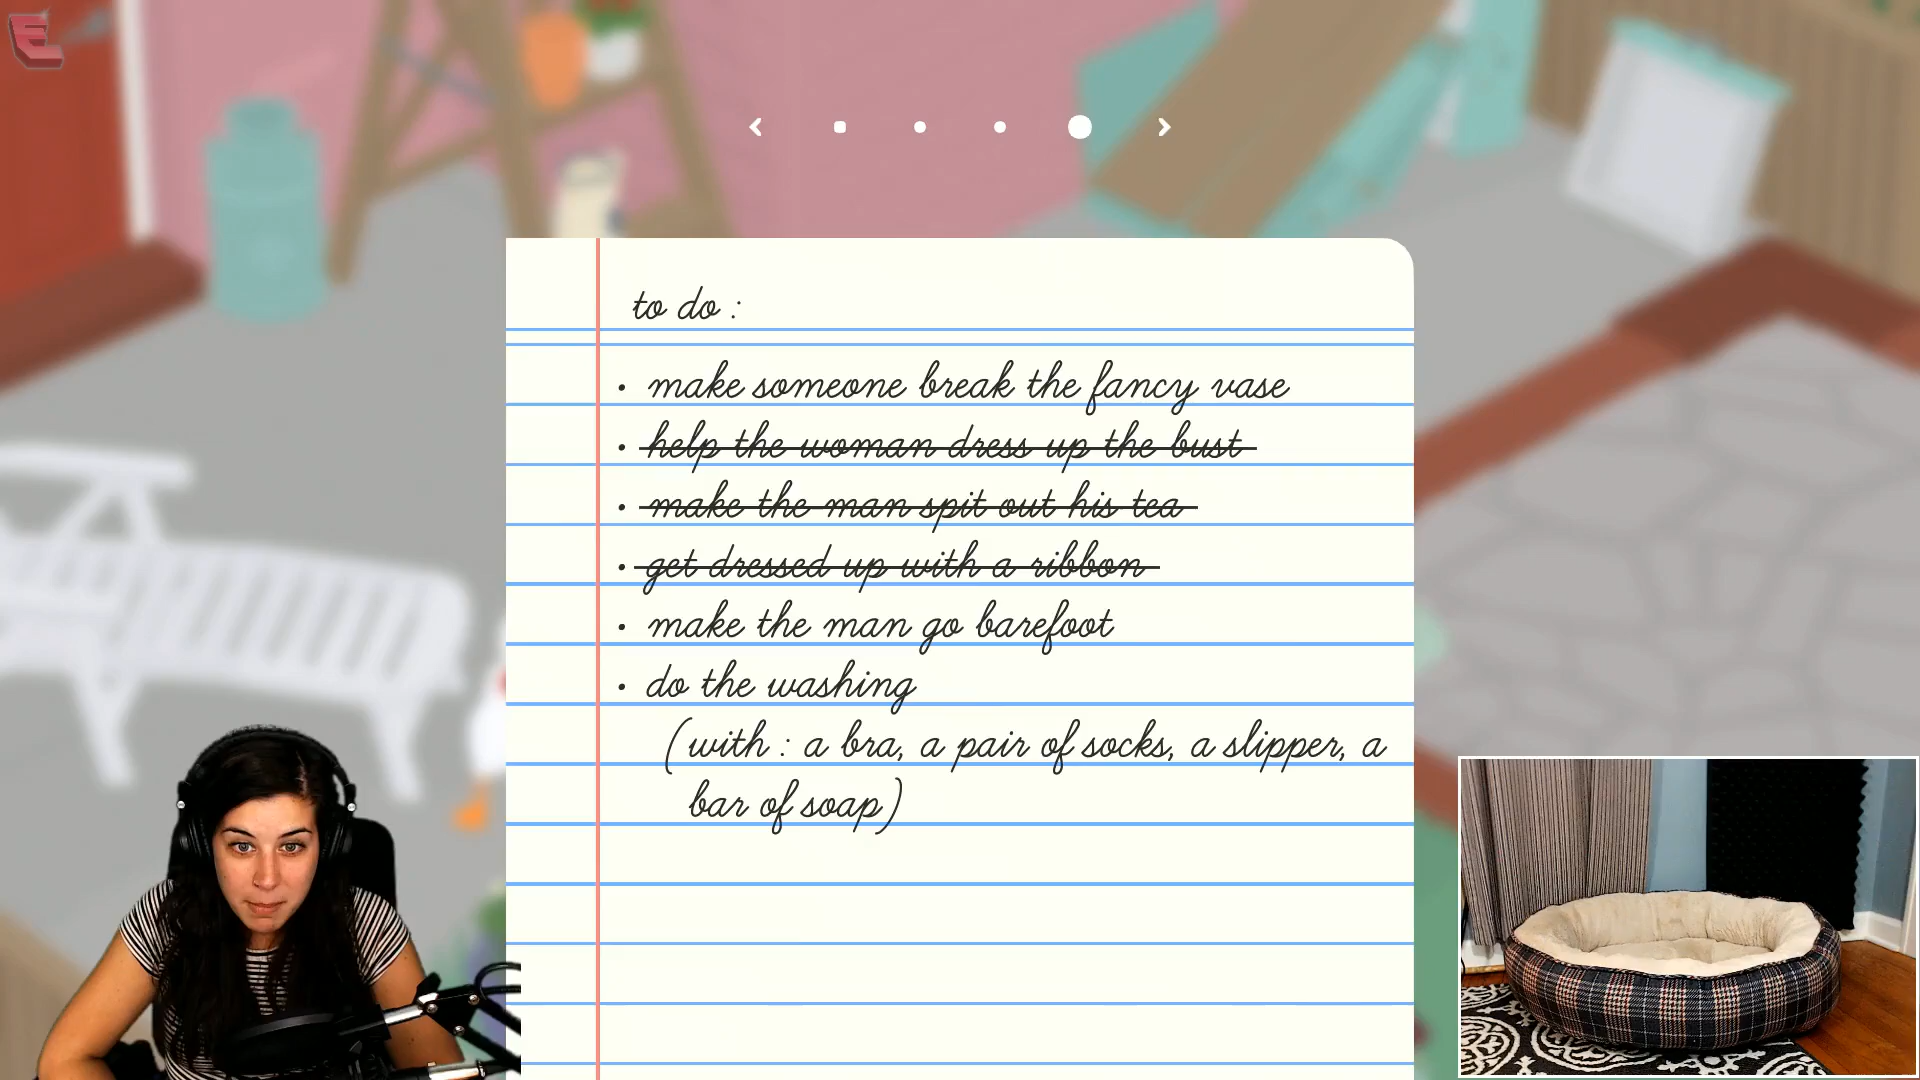 to do :
• make someone break the fancy vase
• help the woman dress up the bust
• make the man spit out his tea
• get dressed up with a ribbon
• make the man go barefoot
• do the washing
(with : a bra, a pair of socks, a slipper, a
bar of soap)